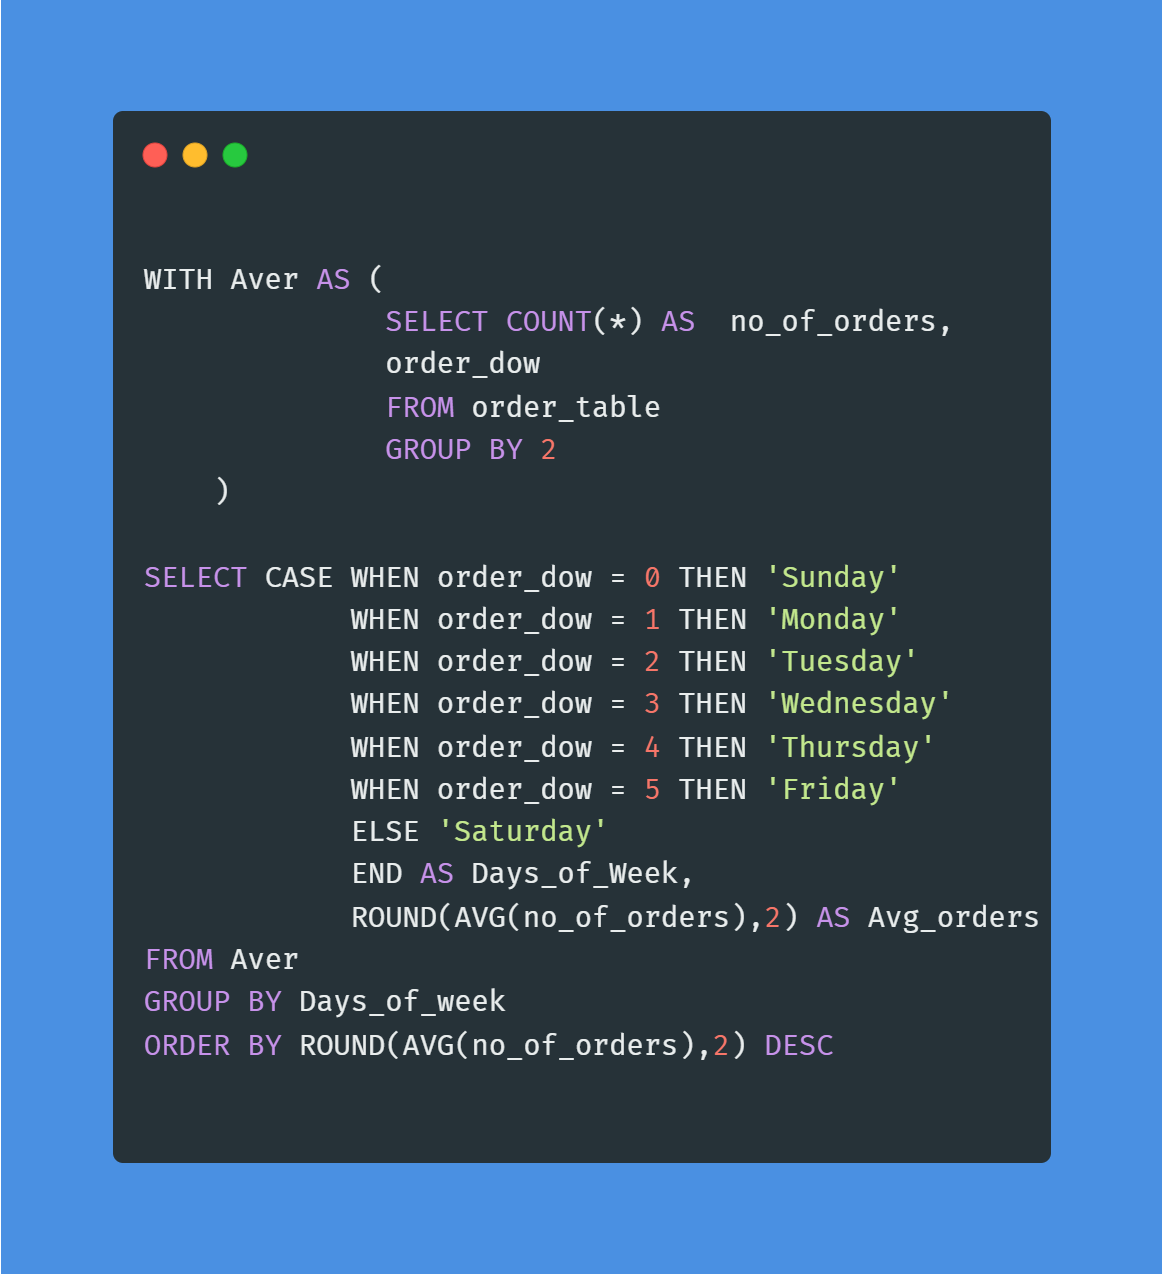 WITH Aver AS (
SELECT COUNT(*) AS  no_of_orders,
order_dow
FROM order_table
GROUP BY 2
)
SELECT CASE WHEN order_dow = 0 THEN 'Sunday'
WHEN order_dow = 1 THEN 'Monday'
WHEN order_dow = 2 THEN 'Tuesday'
WHEN order_dow = 3 THEN 'Wednesday'
WHEN order_dow = 4 THEN 'Thursday'
WHEN order_dow = 5 THEN 'Friday'
ELSE 'Saturday'
END AS Days_of_Week,
ROUND(AVG(no_of_orders),2) AS Avg_orders
FROM Aver
GROUP BY Days_of_week
ORDER BY ROUND(AVG(no_of_orders),2) DESC